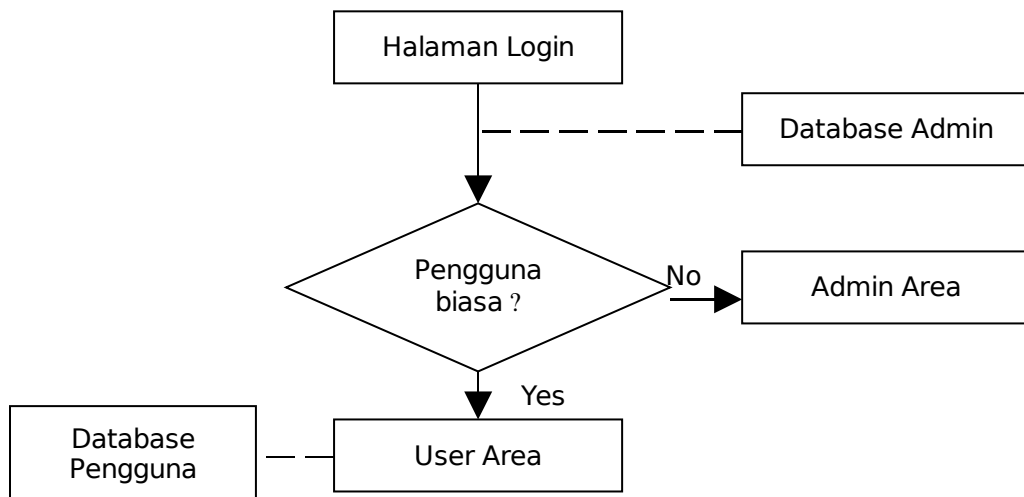 Halaman Login
Database Admin
Pengguna
biasa ?
No
Admin Area
Yes
Database
Pengguna
User Area